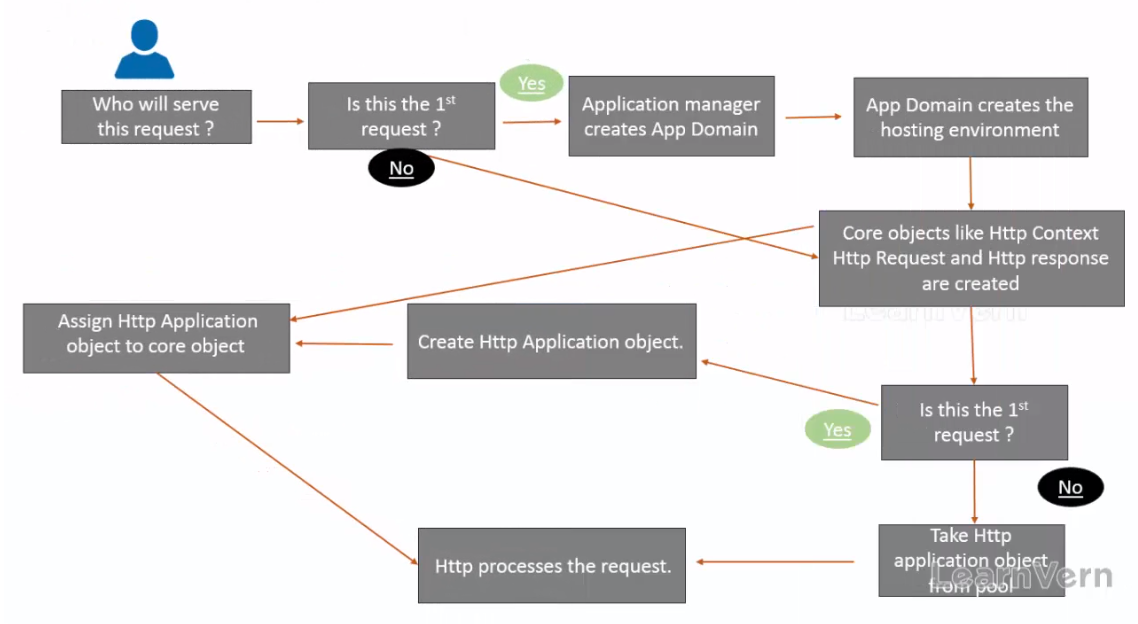 Who will serve
this request ?
Is this the 1st
request ?
Yes
No
Application manager
creates App Domain
App Domain creates the
hosting environment
Core objects like Http Context
Http Request and Http response
are created
LearnVern
Assign Http Application
object to core object
Create Http Application object.
Is this the 1st
request ?
Yes
No
Take Http
application object
from pool
LearnVern
Http processes the request.